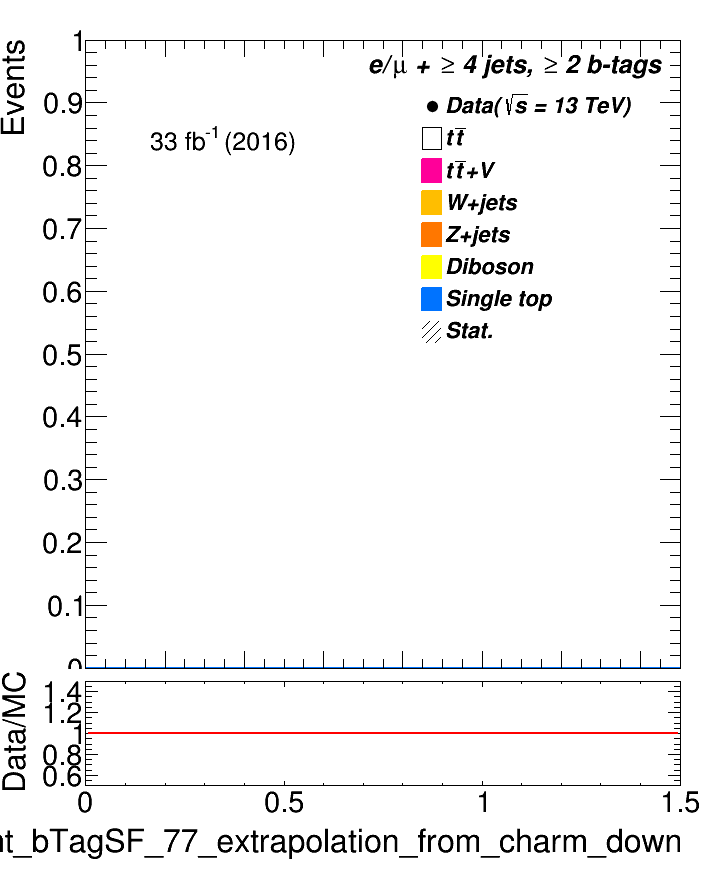 Events
1
e/μ + ≥ 4 jets, ≥ 2 b-tags
0.9
Data(√s = 13 TeV)
33 fb⁻¹ (2016)
tt̅
0.8
tt̅+V
W+jets
0.7
Z+jets
Diboson
0.6
Single top
Stat.
0.5
0.4
0.3
0.2
0.1
0
Data/MC
1.4
1.2
1
0.8
0.6
0 0.5 1 1.5
nt_bTagSF_77_extrapolation_from_charm_down